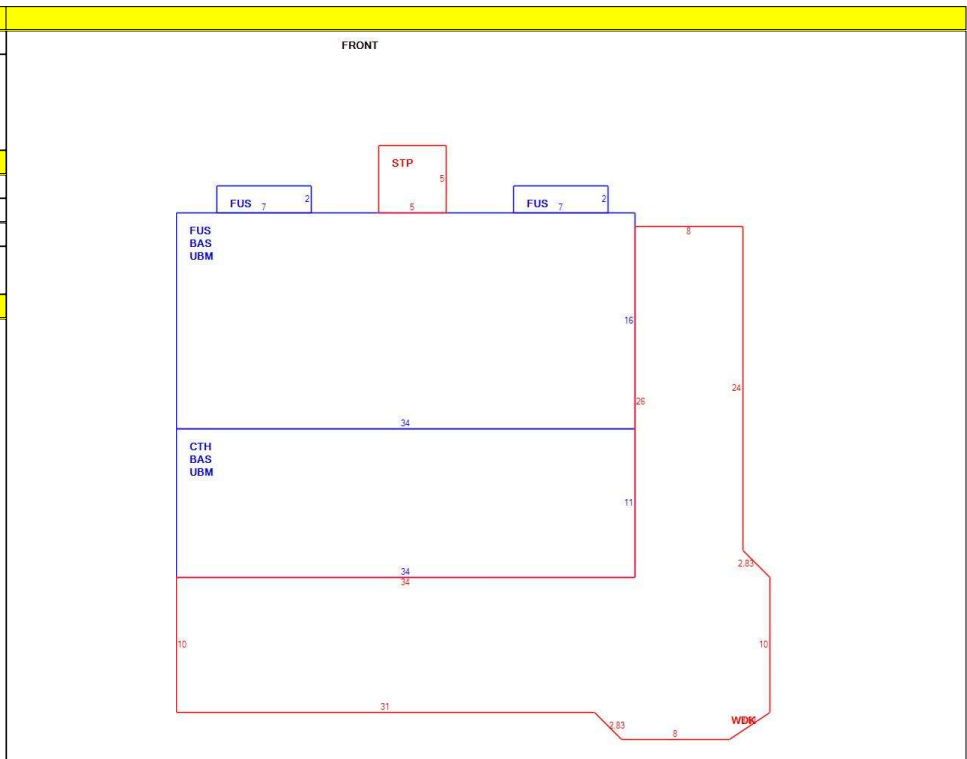 FRONT
STP
5
5
FUS 7 2
FUS 7 2
FUS
BAS
UBM
8
16
24
26
34
CTH
BAS
UBM
11
2.83
34
34
10
10
31
2.83
8
WDK